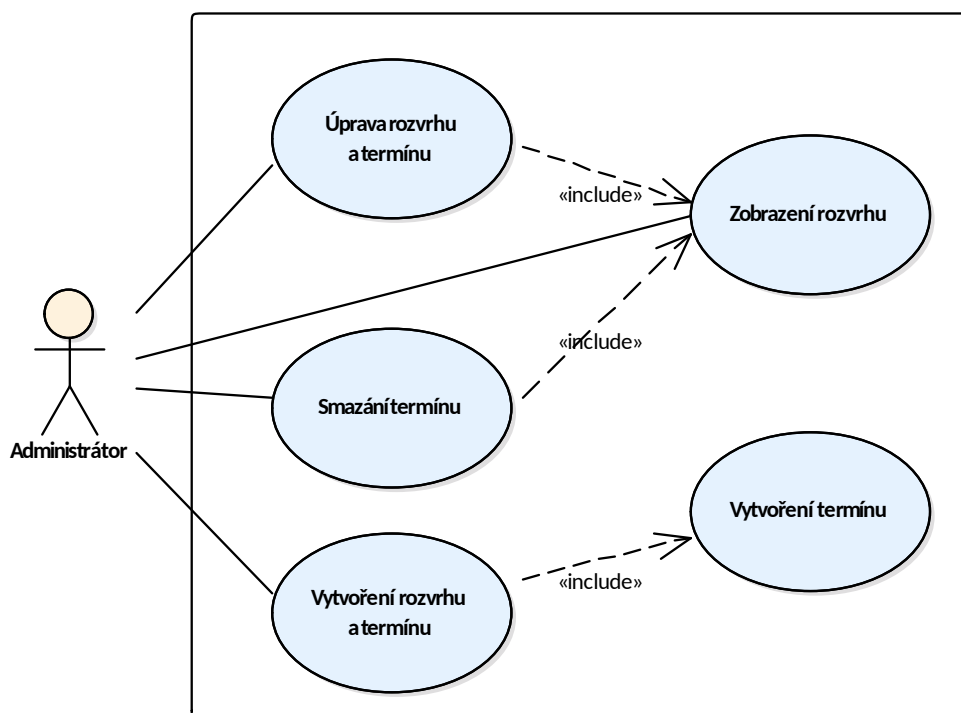 Úprava rozvrhu
a termínu
«include»
Zobrazení rozvrhu
«include»
Smazání termínu
Administrátor
Vytvoření termínu
«include»
Vytvoření rozvrhu
a termínu